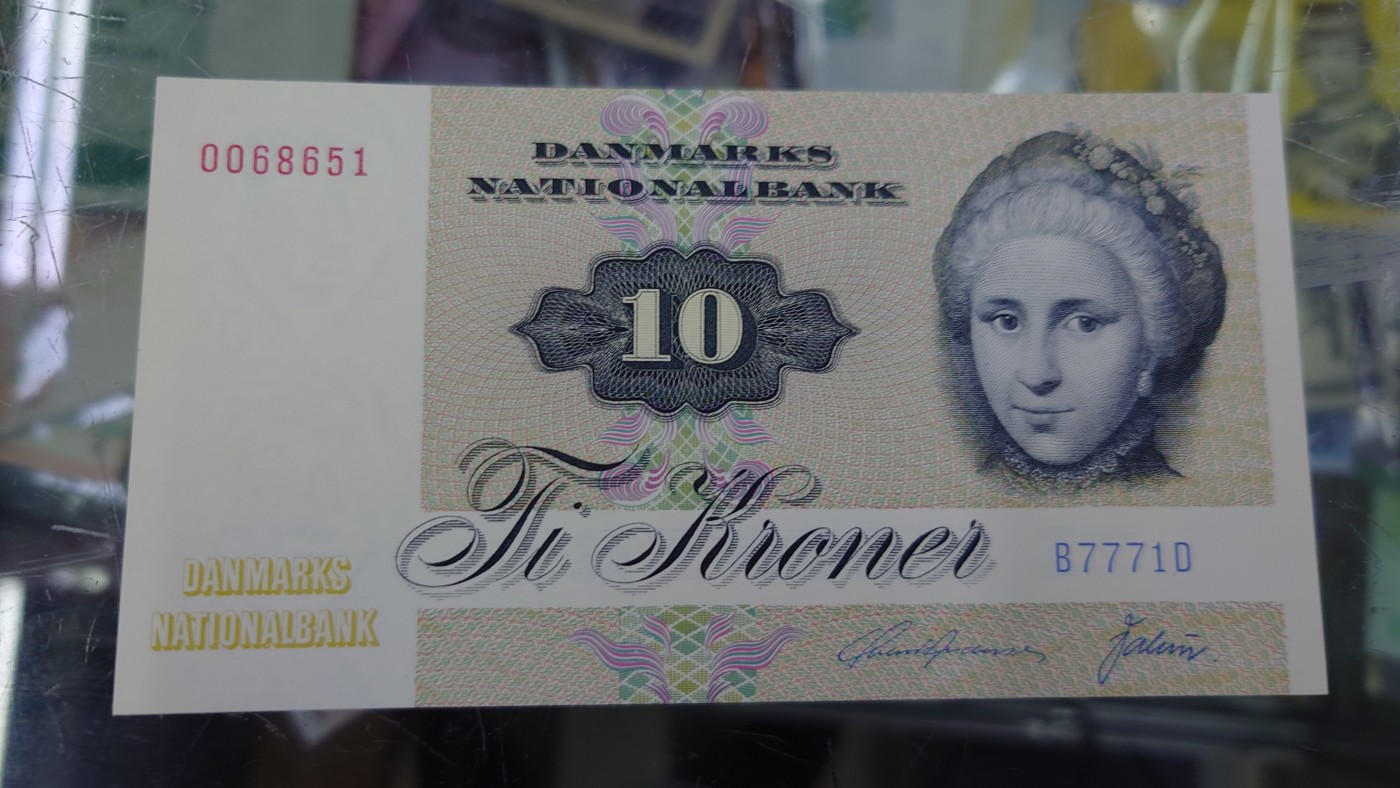 0068651
DANMARKS
NATIONALBANK
10
Ti Kroner
B7771D
DANMARKS
NATIONALBANK